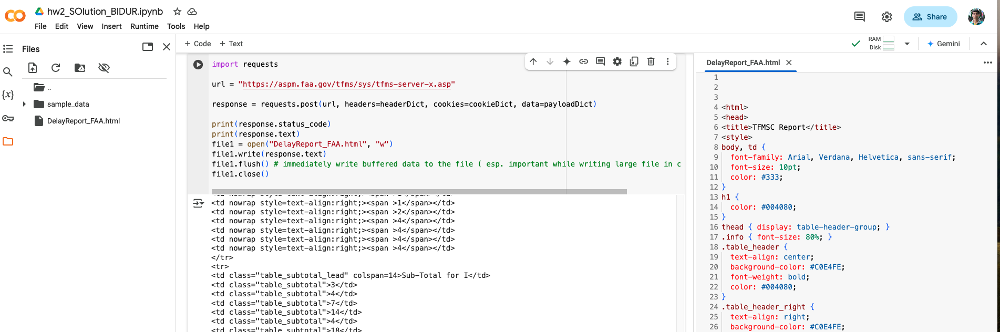 hw2_SOlution_BIDUR.ipynb
File Edit View Insert Runtime Tools Help
Share
Files
+ Code + Text
RAM
Disk
Gemini
..
sample_data
DelayReport_FAA.html
{x}
import requests
url = "https://aspm.faa.gov/tfms/sys/tfms-server-x.asp"
response = requests.post(url, headers=headerDict, cookies=cookieDict, data=payloadDict)
print(response.status_code)
print(response.text)
file1 = open("DelayReport_FAA.html", "w")
file1.write(response.text)
file1.flush() # immediately write buffered data to the file ( esp. important while writing large file in c
file1.close()
<td nowrap style=text-align:right;><span >1</span></td>
<td nowrap style=text-align:right;><span >1</span></td>
<td nowrap style=text-align:right;><span >2</span></td>
<td nowrap style=text-align:right;><span >4</span></td>
<td nowrap style=text-align:right;><span >4</span></td>
<td nowrap style=text-align:right;><span >4</span></td>
<td nowrap style=text-align:right;><span >4</span></td>
</tr>
<tr>
<td class="table_subtotal_lead" colspan=14>Sub-Total for I</td>
<td class="table_subtotal">3</td>
<td class="table_subtotal">4</td>
<td class="table_subtotal">7</td>
<td class="table_subtotal">14</td>
<td class="table_subtotal">4</td>
<td class="table_subtotal">18</td>
DelayReport_FAA.html
1
2
3
4 <html>
5 <head>
6 <title>TFMSC Report</title>
7 <style>
8 body, td {
9 font-family: Arial, Verdana, Helvetica, sans-serif;
10 font-size: 10pt;
11 color: #333;
12 }
13 h1 {
14 color: #004080;
15 }
16 thead { display: table-header-group; }
17 .info { font-size: 80%; }
18 .table_header {
19 text-align: center;
20 background-color: #C0E4FE;
21 font-weight: bold;
22 color: #004080;
23 }
24 .table_header_right {
25 text-align: right;
26 background-color: #C0E4FE;